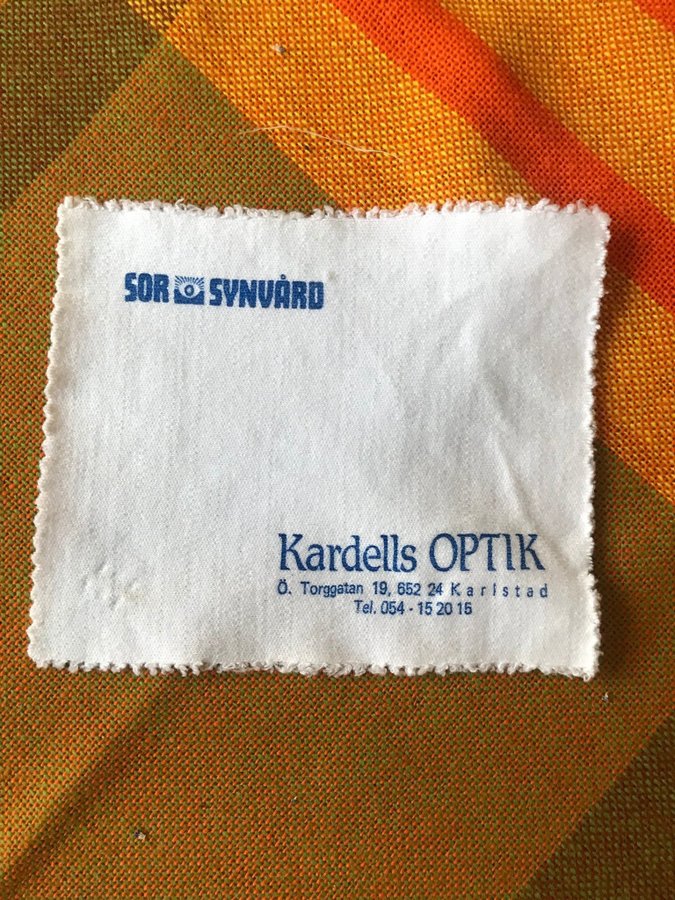 SOR SYNVÅRD
Kardells OPTIK
Ö. Torggatan 19, 652 24 Karlstad
Tel. 054 - 15 20 15